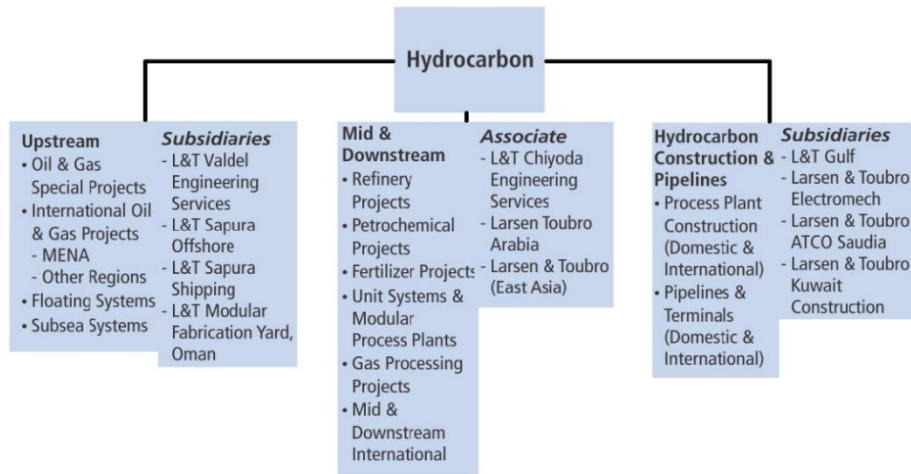 Hydrocarbon
Upstream
• Oil & Gas
Special Projects
• International Oil
& Gas Projects
- MENA
- Other Regions
• Floating Systems
• Subsea Systems
Subsidiaries
- L&T Valdel
Engineering
Services
- L&T Sapura
Offshore
- L&T Sapura
Shipping
- L&T Modular
Fabrication Yard,
Oman
Mid &
Downstream
• Refinery
Projects
• Petrochemical
Projects
• Fertilizer Projects
• Unit Systems &
Modular
Process Plants
• Gas Processing
Projects
• Mid &
Downstream
International
Associate
- L&T Chiyoda
Engineering
Services
- Larsen Toubro
Arabia
- Larsen & Toubro
(East Asia)
Hydrocarbon
Construction &
Pipelines
• Process Plant
Construction
(Domestic &
International)
• Pipelines &
Terminals
(Domestic &
International)
Subsidiaries
- L&T Gulf
- Larsen & Toubro
Electromech
- Larsen & Toubro
ATCO Saudia
- Larsen & Toubro
Kuwait
Construction